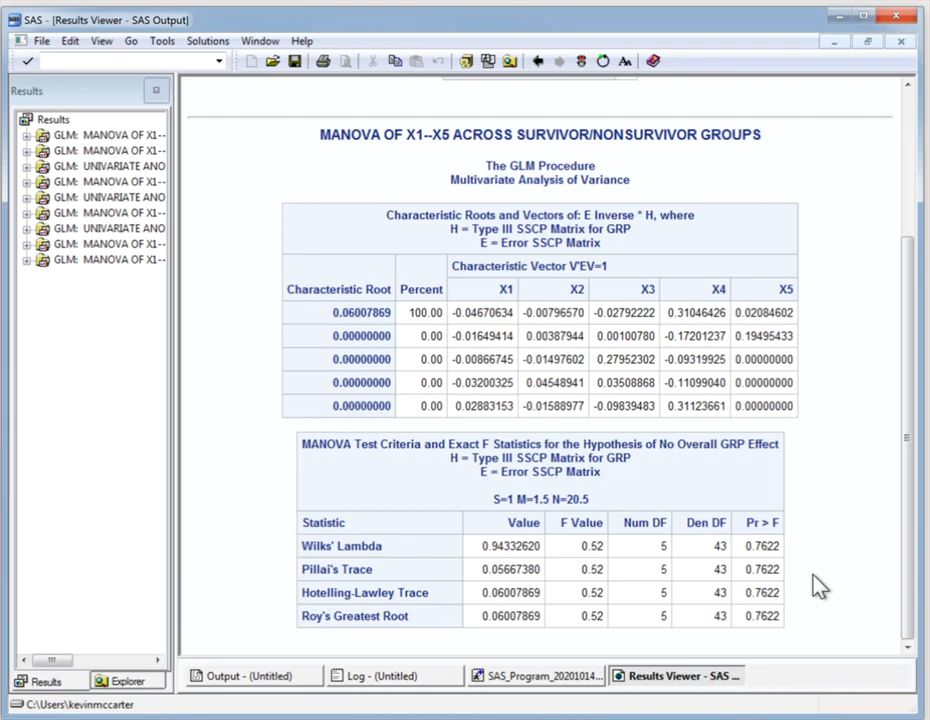 SAS - [Results Viewer - SAS Output]
File Edit View Go Tools Solutions Window Help
Results
Results
GLM: MANOVA OF X1--
GLM: MANOVA OF X1--
GLM: UNIVARIATE ANO
GLM: MANOVA OF X1--
GLM: UNIVARIATE ANO
GLM: MANOVA OF X1--
GLM: UNIVARIATE ANO
GLM: MANOVA OF X1--
GLM: MANOVA OF X1--
MANOVA OF X1--X5 ACROSS SURVIVOR/NONSURVIVOR GROUPS
The GLM Procedure
Multivariate Analysis of Variance
Characteristic Roots and Vectors of: E Inverse * H, where
H = Type III SSCP Matrix for GRP
E = Error SSCP Matrix
Characteristic Vector V'EV=1
Characteristic Root Percent X1 X2 X3 X4 X5
0.06007869 100.00 -0.04670634 -0.00796570 -0.02792222 0.31046426 0.02084602
0.00000000 0.00 -0.01649414 0.00387944 0.00100780 -0.17201237 0.19495433
0.00000000 0.00 -0.00866745 -0.01497602 0.27952302 -0.09319925 0.00000000
0.00000000 0.00 -0.03200325 0.04548941 0.03508868 -0.11099040 0.00000000
0.00000000 0.00 0.02883153 -0.01588977 -0.09839483 0.31123661 0.00000000
MANOVA Test Criteria and Exact F Statistics for the Hypothesis of No Overall GRP Effect
H = Type III SSCP Matrix for GRP
E = Error SSCP Matrix
S=1 M=1.5 N=20.5
Statistic Value F Value Num DF Den DF Pr > F
Wilks' Lambda 0.94332620 0.52 5 43 0.7622
Pillai's Trace 0.05667380 0.52 5 43 0.7622
Hotelling-Lawley Trace 0.06007869 0.52 5 43 0.7622
Roy's Greatest Root 0.06007869 0.52 5 43 0.7622
Results Explorer
Output - (Untitled) Log - (Untitled) SAS_Program_20201014... Results Viewer - SAS ...
C:\Users\kevinmccarter